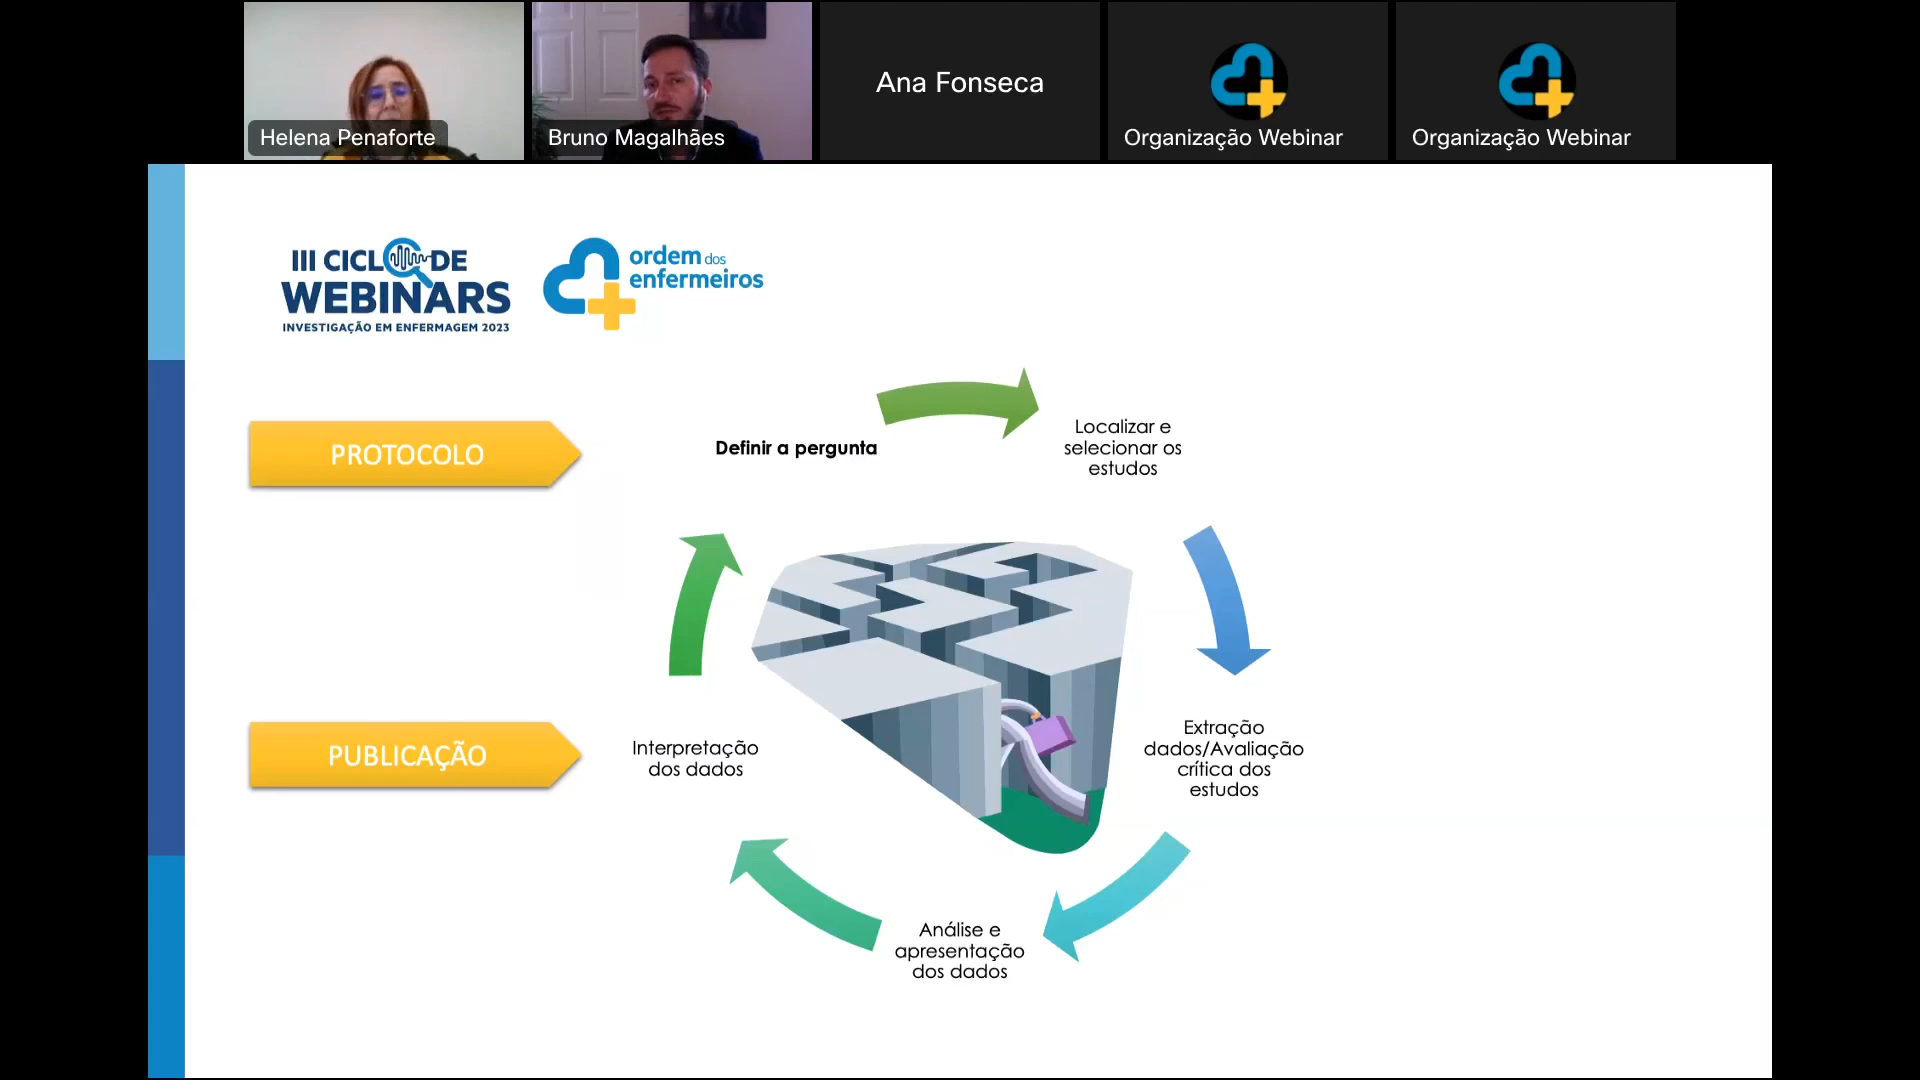 Helena Penaforte
Bruno Magalhães
Ana Fonseca
Organização Webinar
Organização Webinar
III CICLO DE
WEBINARS
INVESTIGAÇÃO EM ENFERMAGEM 2023
ordem dos
enfermeiros
PROTOCOLO
Definir a pergunta
Localizar e
selecionar os
estudos
PUBLICAÇÃO
Interpretação
dos dados
Extração
dados/Avaliação
crítica dos
estudos
Análise e
apresentação
dos dados